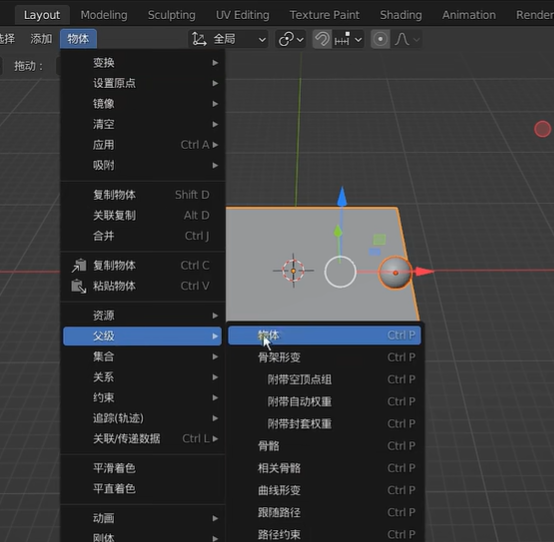 Layout Modeling Sculpting UV Editing Texture Paint Shading Animation Render
选择 添加 物体 全局
拖动：
变换
设置原点
镜像
清空
应用 Ctrl A
吸附
复制物体 Shift D
关联复制 Alt D
合并 Ctrl J
复制物体 Ctrl C
粘贴物体 Ctrl V
资源
父级
物体 Ctrl P
集合
骨架形变 Ctrl P
关系
附带空顶点组 Ctrl P
约束
附带自动权重 Ctrl P
追踪(轨迹)
附带封套权重 Ctrl P
关联/传递数据 Ctrl L
骨骼 Ctrl P
平滑着色
相关骨骼 Ctrl P
平直着色
曲线形变 Ctrl P
动画
跟随路径 Ctrl P
刚体
路径约束 Ctrl P